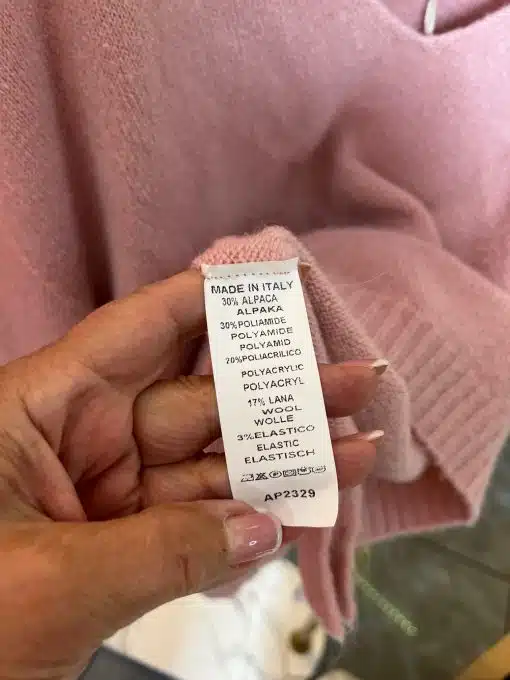 MADE IN ITALY
30% ALPACA
ALPAKA
30%POLIAMIDE
POLYAMIDE
POLYAMID
20%POLIACRILICO
POLYACRYLIC
POLYACRYL
17% LANA
WOOL
WOLLE
3%ELASTICO
ELASTIC
ELASTISCH
AP2329